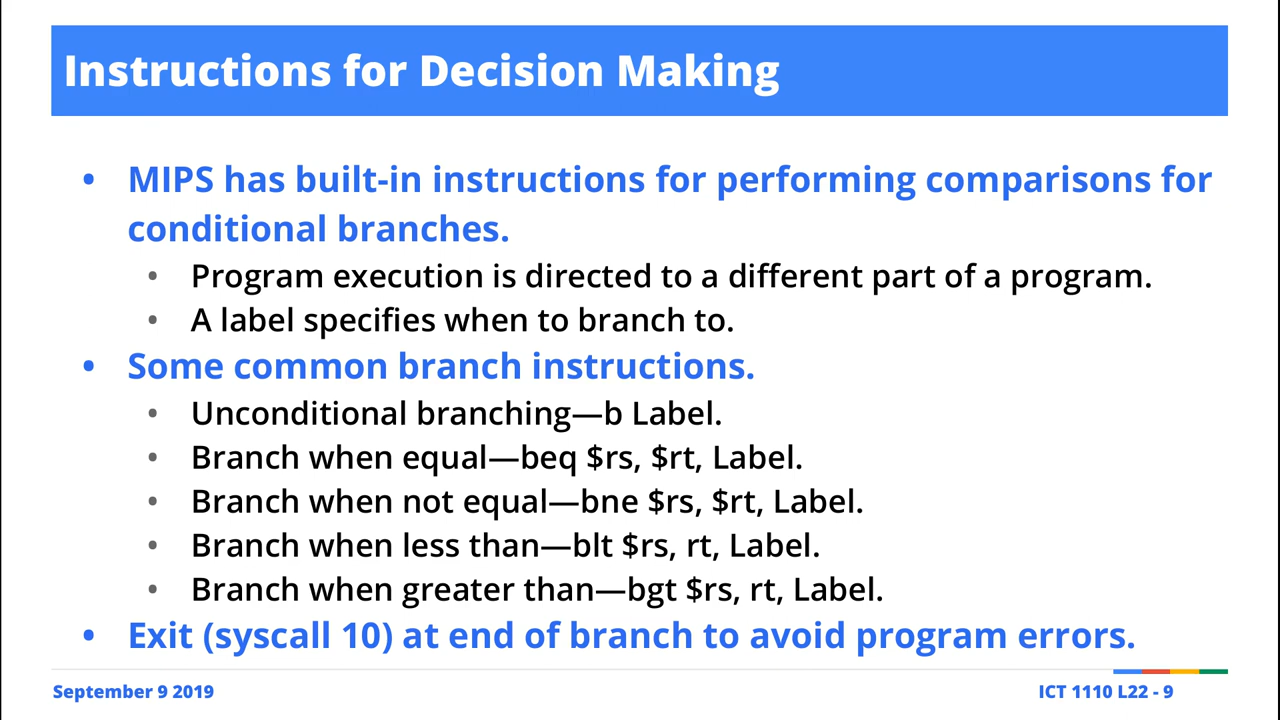 Instructions for Decision Making
• MIPS has built-in instructions for performing comparisons for
conditional branches.
• Program execution is directed to a different part of a program.
• A label specifies when to branch to.
• Some common branch instructions.
• Unconditional branching—b Label.
• Branch when equal—beq $rs, $rt, Label.
• Branch when not equal—bne $rs, $rt, Label.
• Branch when less than—blt $rs, rt, Label.
• Branch when greater than—bgt $rs, rt, Label.
• Exit (syscall 10) at end of branch to avoid program errors.
September 9 2019
ICT 1110 L22 - 9